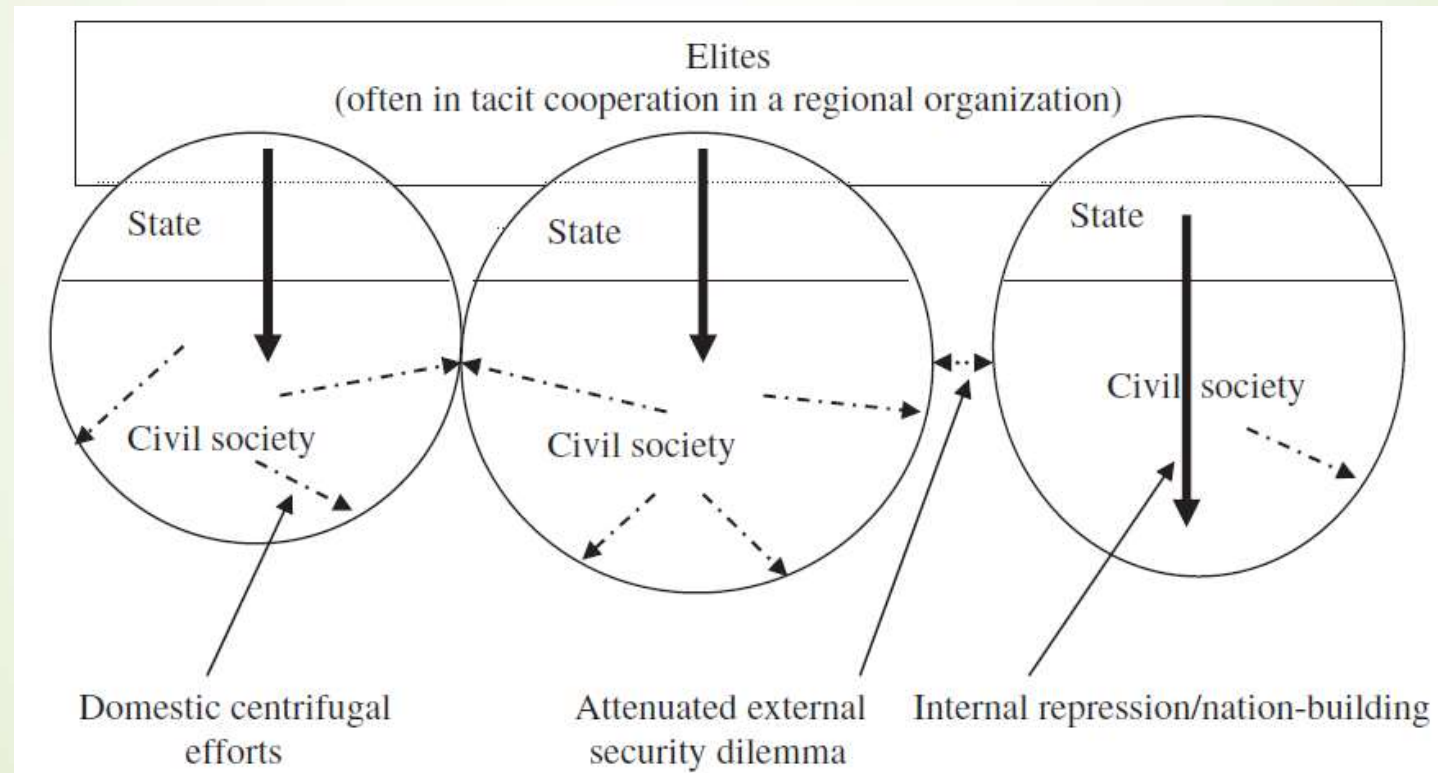 Elites
(often in tacit cooperation in a regional organization)
State
State
State
Civil society
Civil society
Civil society
Domestic centrifugal
efforts
Attenuated external
security dilemma
Internal repression/nation-building